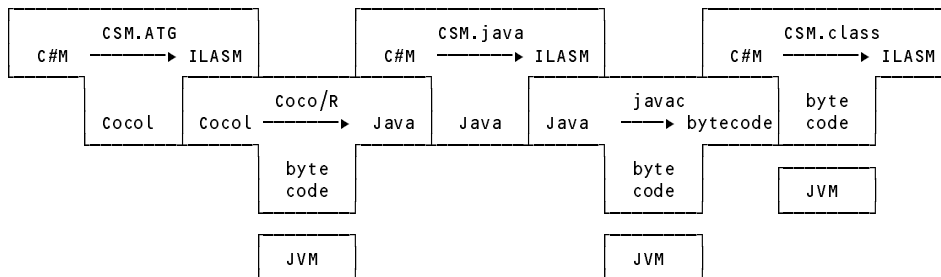 CSM.ATG CSM.java CSM.class
C#M ILASM C#M ILASM C#M ILASM
Coco/R javac byte
Cocol Cocol Java Java Java bytecode code
byte byte
code code JVM
JVM JVM